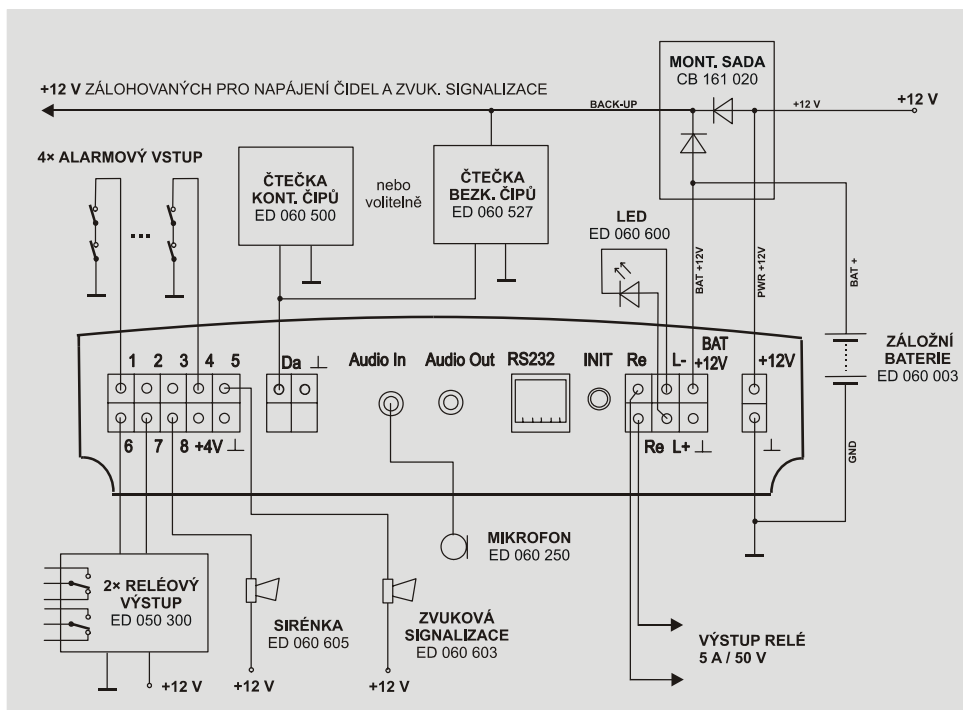 MONT. SADA
CB 161 020
+12 V ZÁLOHOVANÝCH PRO NAPÁJENÍ ČIDEL A ZVUK. SIGNALIZACE
BACK-UP
+12 V
+12 V
4× ALARMOVÝ VSTUP
ČTEČKA
KONT. ČIPŮ
ED 060 500
nebo
volitelně
ČTEČKA
BEZK. ČIPŮ
ED 060 527
LED
ED 060 600
BAT +12V
PWR +12V
BAT +
ZÁLOŽNÍ
BATERIE
ED 060 003
GND
1 2 3 4 5
Da ⊥
Audio In
Audio Out
RS232
INIT
Re
L-
BAT
+12V
+12V
6 7 8 +4V ⊥
Re L+ ⊥
⊥
MIKROFON
ED 060 250
2× RELÉOVÝ
VÝSTUP
ED 050 300
SIRÉNKA
ED 060 605
ZVUKOVÁ
SIGNALIZACE
ED 060 603
VÝSTUP RELÉ
5 A / 50 V
+12 V
+12 V
+12 V